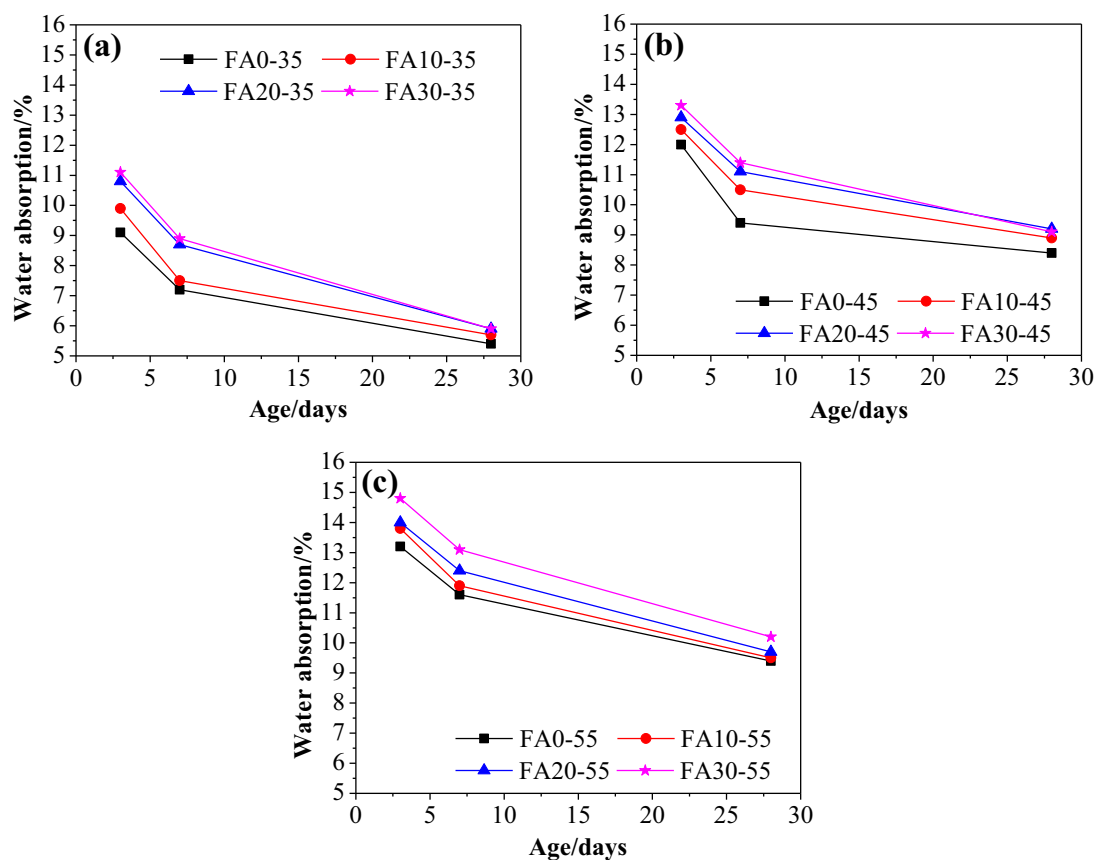 (a)
FA0-35 FA10-35
FA20-35 FA30-35
Water absorption/%
16
15
14
13
12
11
10
9
8
7
6
5
0 5 10 15 20 25 30
Age/days
(b)
Water absorption/%
16
15
14
13
12
11
10
9
8
7
6
5
FA0-45 FA10-45
FA20-45 FA30-45
0 5 10 15 20 25 30
Age/days
(c)
Water absorption/%
16
15
14
13
12
11
10
9
8
7
6
5
FA0-55 FA10-55
FA20-55 FA30-55
0 5 10 15 20 25 30
Age/days